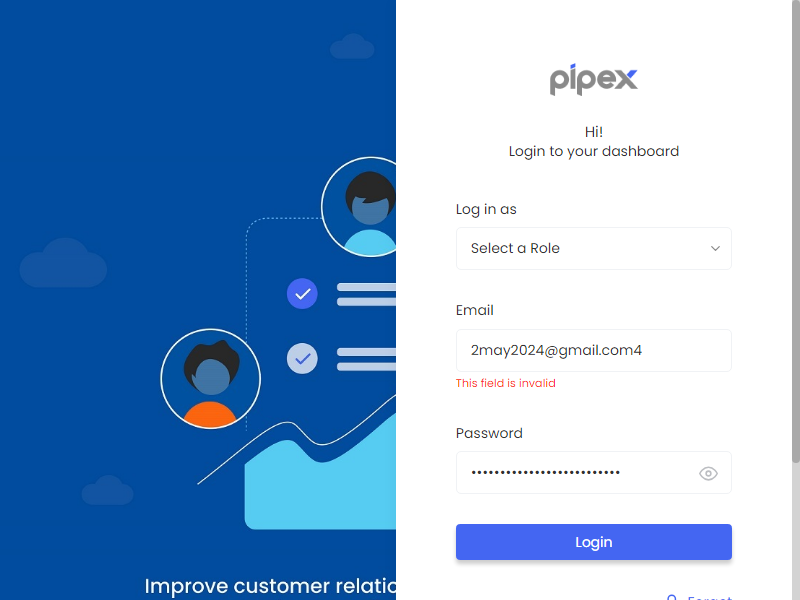 pipex
Hi!
Login to your dashboard
Log in as
Select a Role
Email
2may2024@gmail.com4
This field is invalid
Password
••••••••••••••••••••••••••
Login
Improve customer relatio